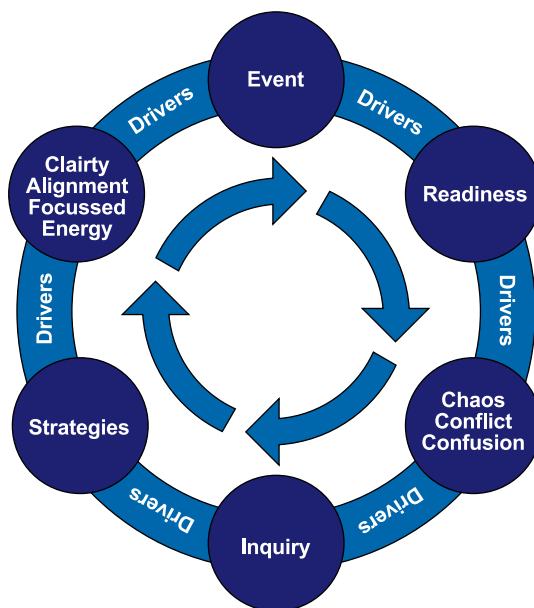 Event
Drivers
Readiness
Drivers
Chaos
Conflict
Confusion
Drivers
Inquiry
Drivers
Strategies
Drivers
Clairty
Alignment
Focussed
Energy
Drivers